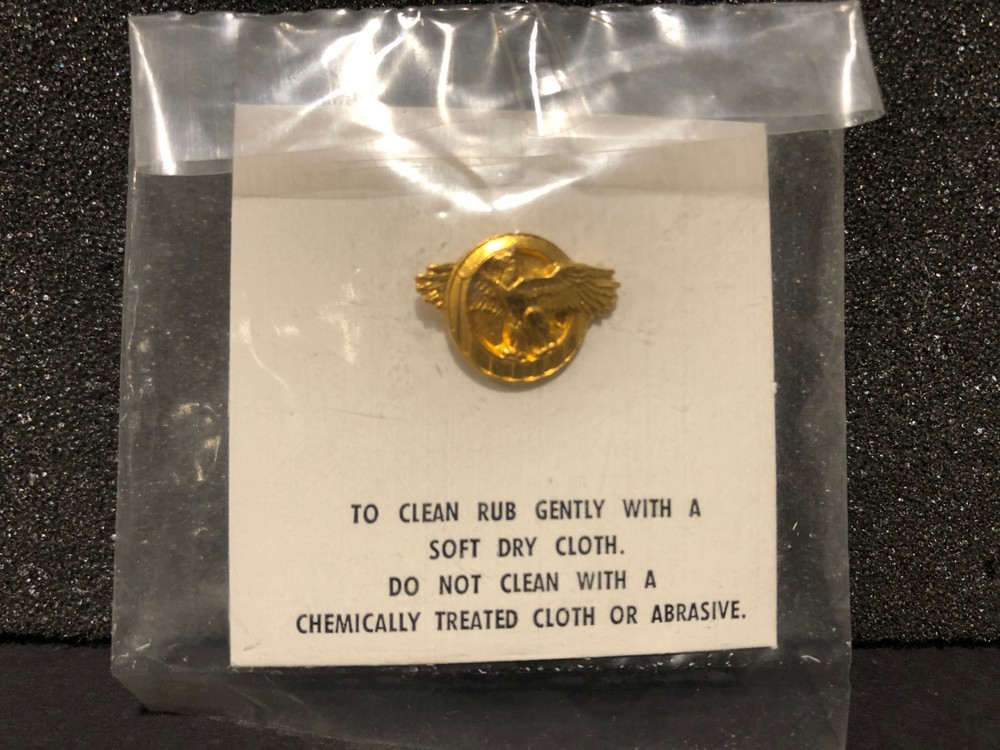 TO CLEAN RUB GENTLY WITH A
SOFT DRY CLOTH.
DO NOT CLEAN WITH A
CHEMICALLY TREATED CLOTH OR ABRASIVE.